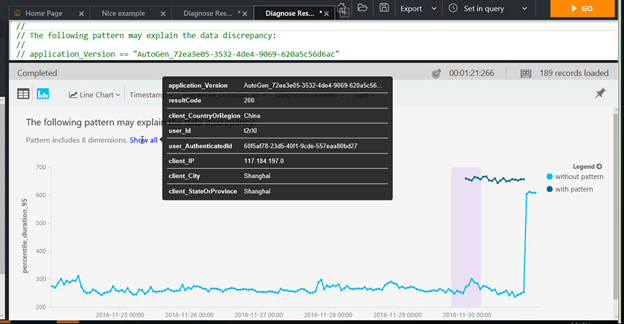 Home Page
Nice example
Diagnose Res... *
Diagnose Res... *
Export
Set in query
GO
//
// The following pattern may explain the data discrepancy:
//
// application_Version == "AutoGen_72ea3e05-3532-4de4-9069-620a5c56d6ac"
Completed
00:01:21:266
189 records loaded
Line Chart
Timestam
The following pattern may explain
Pattern includes 8 dimensions. Show all
application_Version AutoGen_72ea3e05-3532-4de4-9069-620a5c56...
resultCode 200
client_CountryOrRegion China
user_Id t2rXl
user_AuthenticatedId 60f5af78-23d5-40f1-9cde-557eaa80bd27
client_IP 117.184.197.0
client_City Shanghai
client_StateOrProvince Shanghai
Legend
without pattern
with pattern
percentile_duration_95
700
600
500
400
300
200
2016-11-25 00:00
2016-11-26 00:00
2016-11-27 00:00
2016-11-28 00:00
2016-11-29 00:00
2016-11-30 00:00